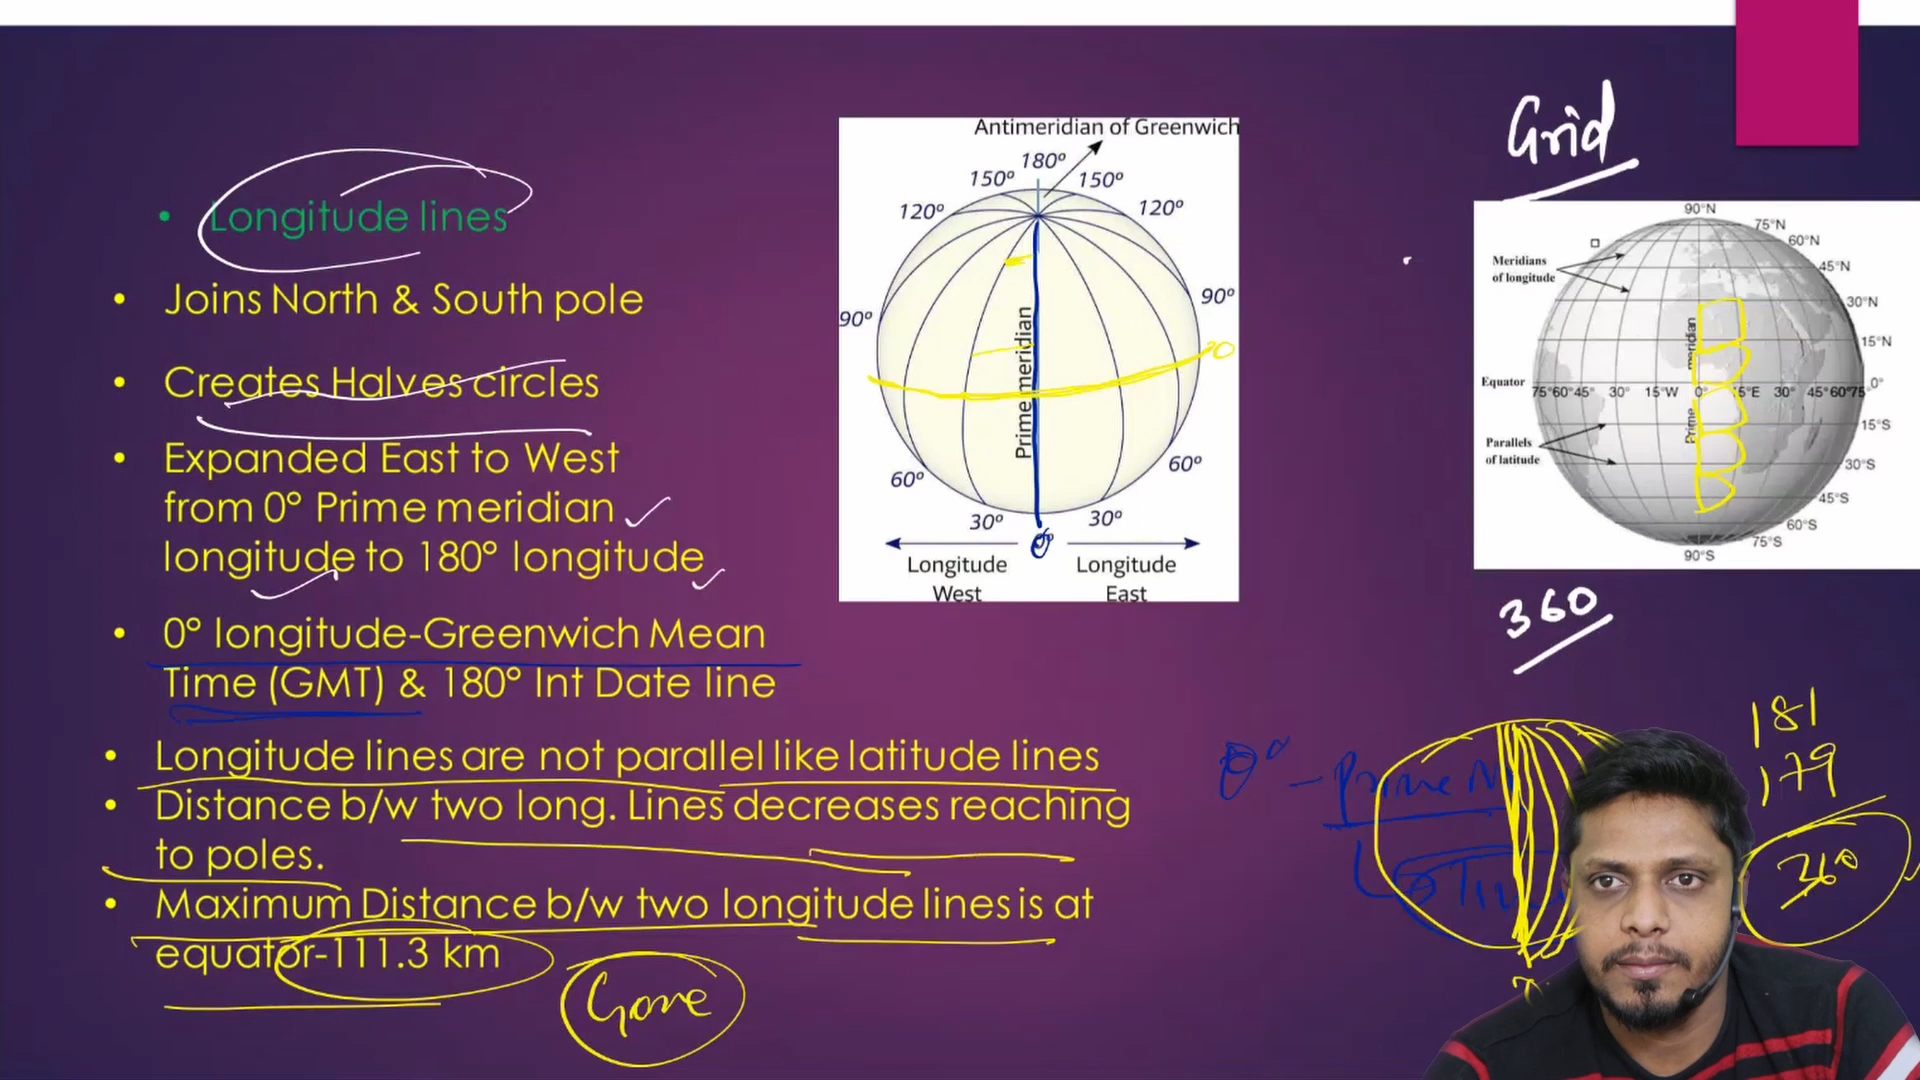 Longitude lines
Joins North & South pole
Creates Halves circles
Expanded East to West
from 0° Prime meridian
longitude to 180° longitude
0° longitude-Greenwich Mean
Time (GMT) & 180° Int Date line
Longitude lines are not parallel like latitude lines
Distance b/w two long. Lines decreases reaching
to poles.
Maximum Distance b/w two longitude lines is at
equator-111.3 km
Gore
Antimeridian of Greenwich
180°
150° 150°
120° 120°
90° 90°
0
Prime meridian
60° 60°
30° 30°
0°
Longitude Longitude
West East
Grid
90°N
75°N
60°N
Meridians
of longitude
45°N
30°N
15°N
Prime meridian
Equator
75° 60° 45° 30° 15°W 0° 15°E 30° 45° 60° 75° 0°
Parallels
of latitude
15°S
30°S
45°S
60°S
75°S
90°S
360
0° - Prime
181
179
360